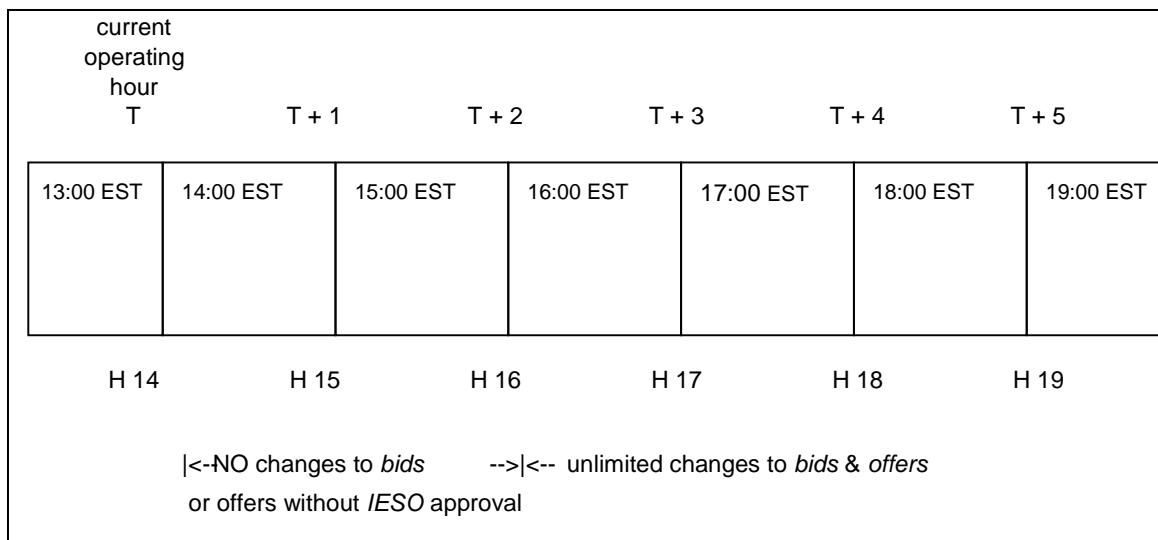 current
operating
hour
T T + 1 T + 2 T + 3 T + 4 T + 5
13:00 EST 14:00 EST 15:00 EST 16:00 EST 17:00 EST 18:00 EST 19:00 EST
H 14 H 15 H 16 H 17 H 18 H 19
|<--NO changes to bids -->|<-- unlimited changes to bids & offers
or offers without IESO approval